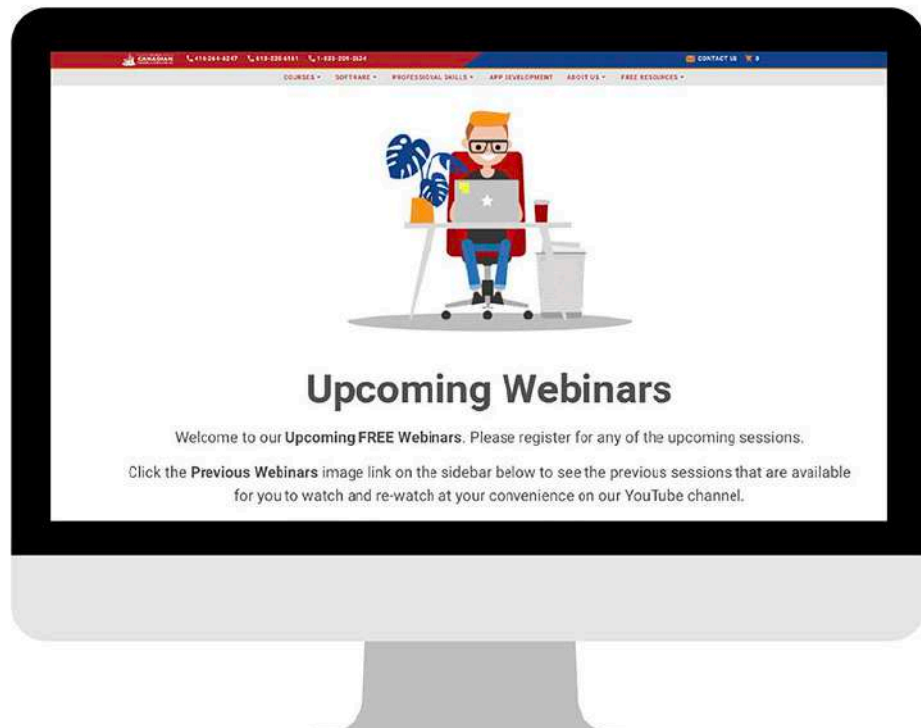 CANADIAN
CONTACT US 0
COURSES SOFTWARE PROFESSIONAL SKILLS APP DEVELOPMENT ABOUT US FREE RESOURCES
Upcoming Webinars
Welcome to our Upcoming FREE Webinars. Please register for any of the upcoming sessions.
Click the Previous Webinars image link on the sidebar below to see the previous sessions that are available
for you to watch and re-watch at your convenience on our YouTube channel.